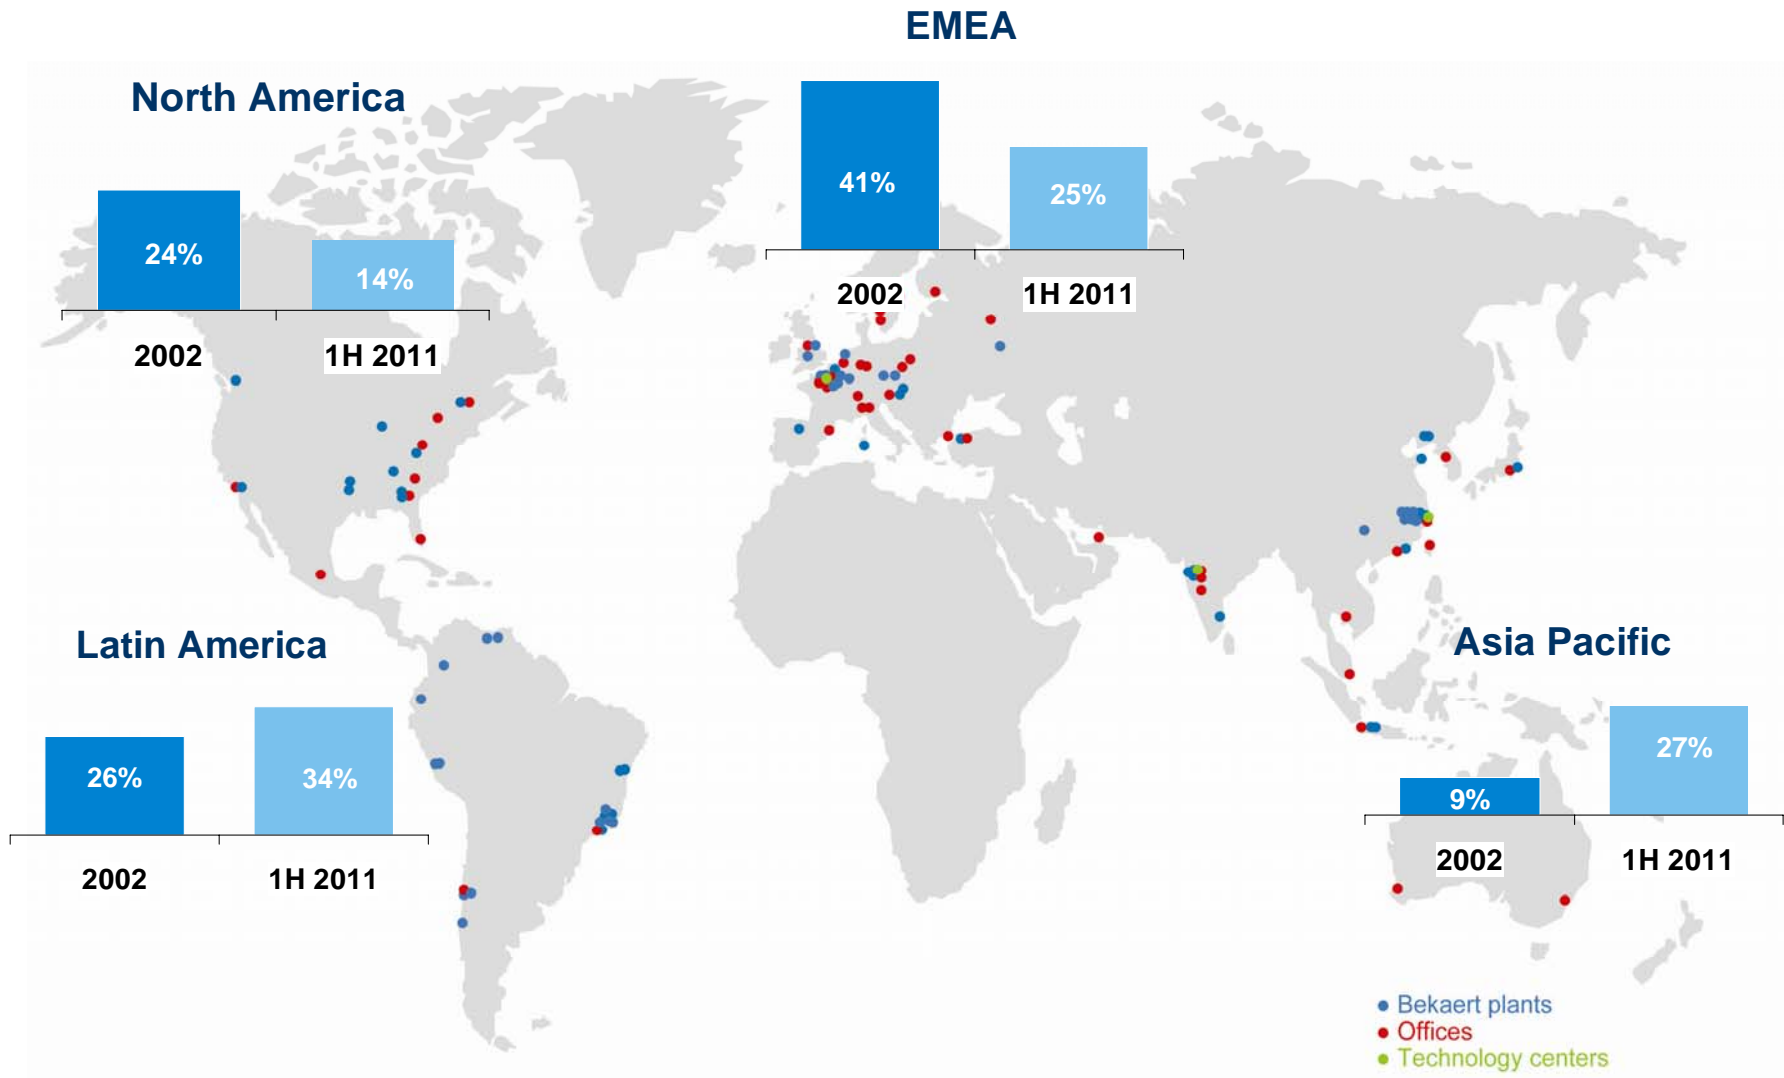 EMEA
North America
41%
25%
24%
14%
2002
1H 2011
2002
1H 2011
Latin America
Asia Pacific
26%
34%
27%
9%
2002
1H 2011
2002
1H 2011
Bekaert plants
Offices
Technology centers